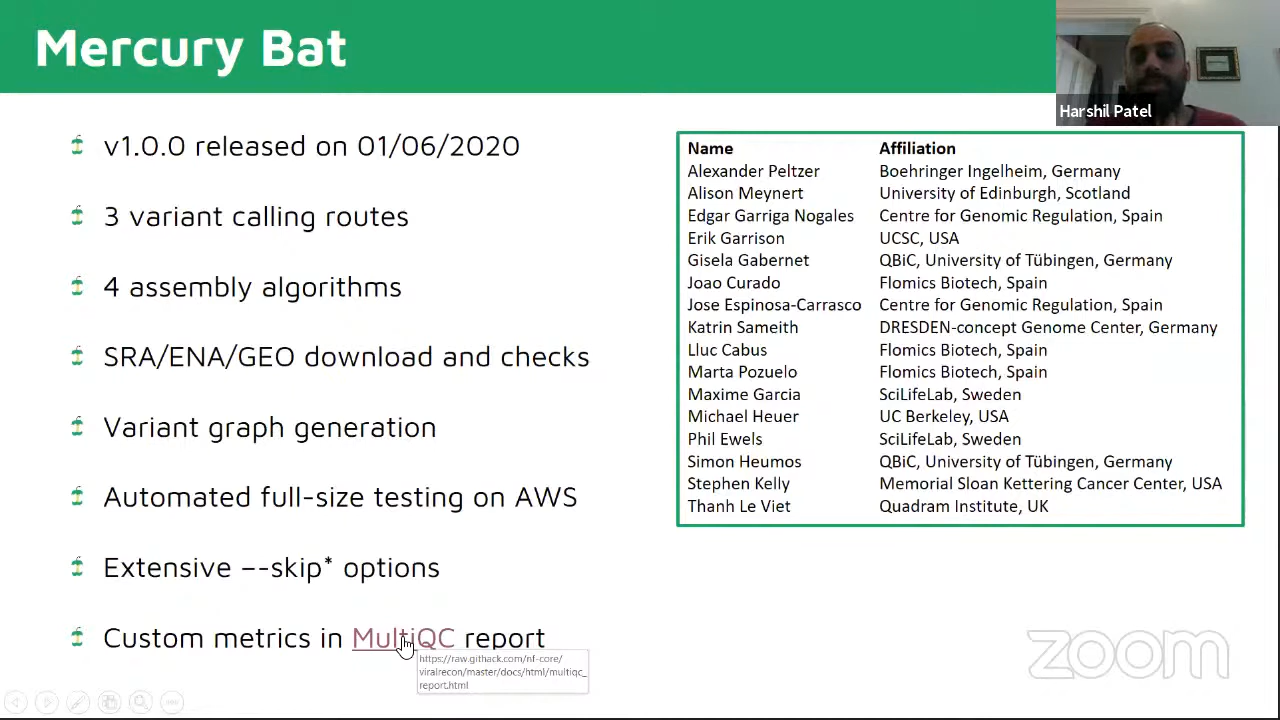 Mercury Bat
Harshil Patel
v1.0.0 released on 01/06/2020
3 variant calling routes
4 assembly algorithms
SRA/ENA/GEO download and checks
Variant graph generation
Automated full-size testing on AWS
Extensive –-skip* options
Custom metrics in MultiQC report
https://raw.githack.com/nf-core/
viralrecon/master/docs/html/multiqc_
report.html
Name Affiliation
Alexander Peltzer Boehringer Ingelheim, Germany
Alison Meynert University of Edinburgh, Scotland
Edgar Garriga Nogales Centre for Genomic Regulation, Spain
Erik Garrison UCSC, USA
Gisela Gabernet QBiC, University of Tübingen, Germany
Joao Curado Flomics Biotech, Spain
Jose Espinosa-Carrasco Centre for Genomic Regulation, Spain
Katrin Sameith DRESDEN-concept Genome Center, Germany
Lluc Cabus Flomics Biotech, Spain
Marta Pozuelo Flomics Biotech, Spain
Maxime Garcia SciLifeLab, Sweden
Michael Heuer UC Berkeley, USA
Phil Ewels SciLifeLab, Sweden
Simon Heumos QBiC, University of Tübingen, Germany
Stephen Kelly Memorial Sloan Kettering Cancer Center, USA
Thanh Le Viet Quadram Institute, UK
zoom